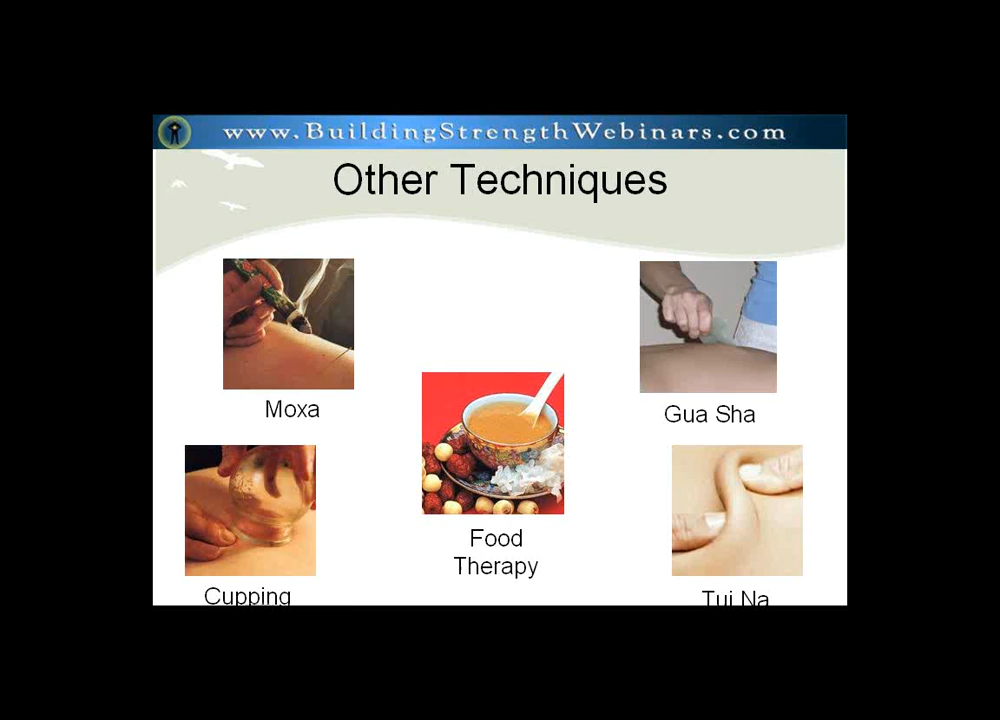 www.BuildingStrengthWebinars.com
Other Techniques
Moxa
Gua Sha
Food
Therapy
Cupping
Tui Na